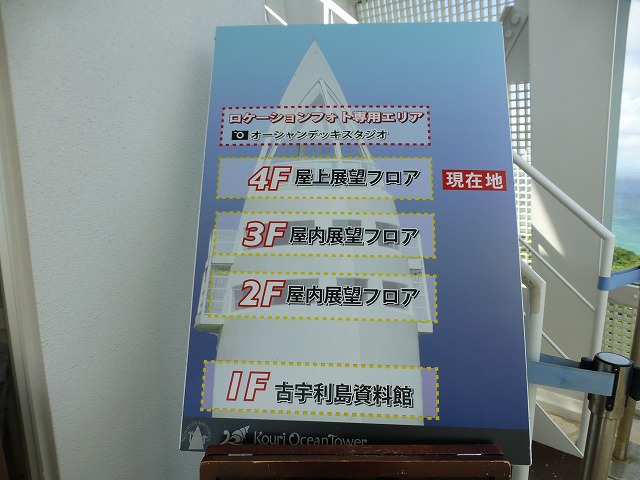 ロケーションフォト専用エリア
オーシャンデッキスタジオ
4F 屋上展望フロア
現在地
3F 屋内展望フロア
2F 屋内展望フロア
1F 古宇利島資料館
Kouri OceanTower